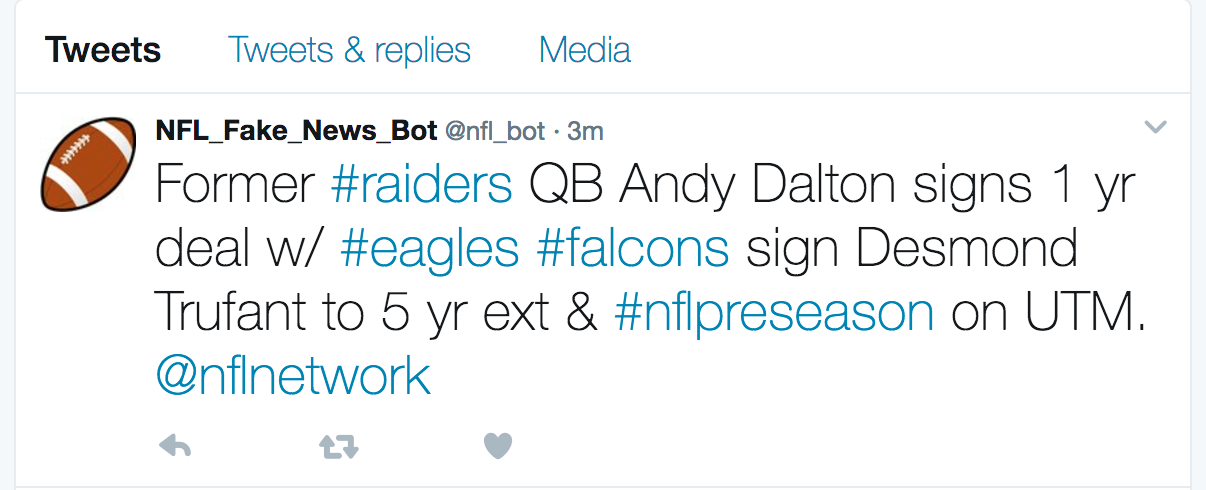 Tweets Tweets & replies Media
NFL_Fake_News_Bot @nfl_bot · 3m
Former #raiders QB Andy Dalton signs 1 yr
deal w/ #eagles #falcons sign Desmond
Trufant to 5 yr ext & #nflpreseason on UTM.
@nflnetwork